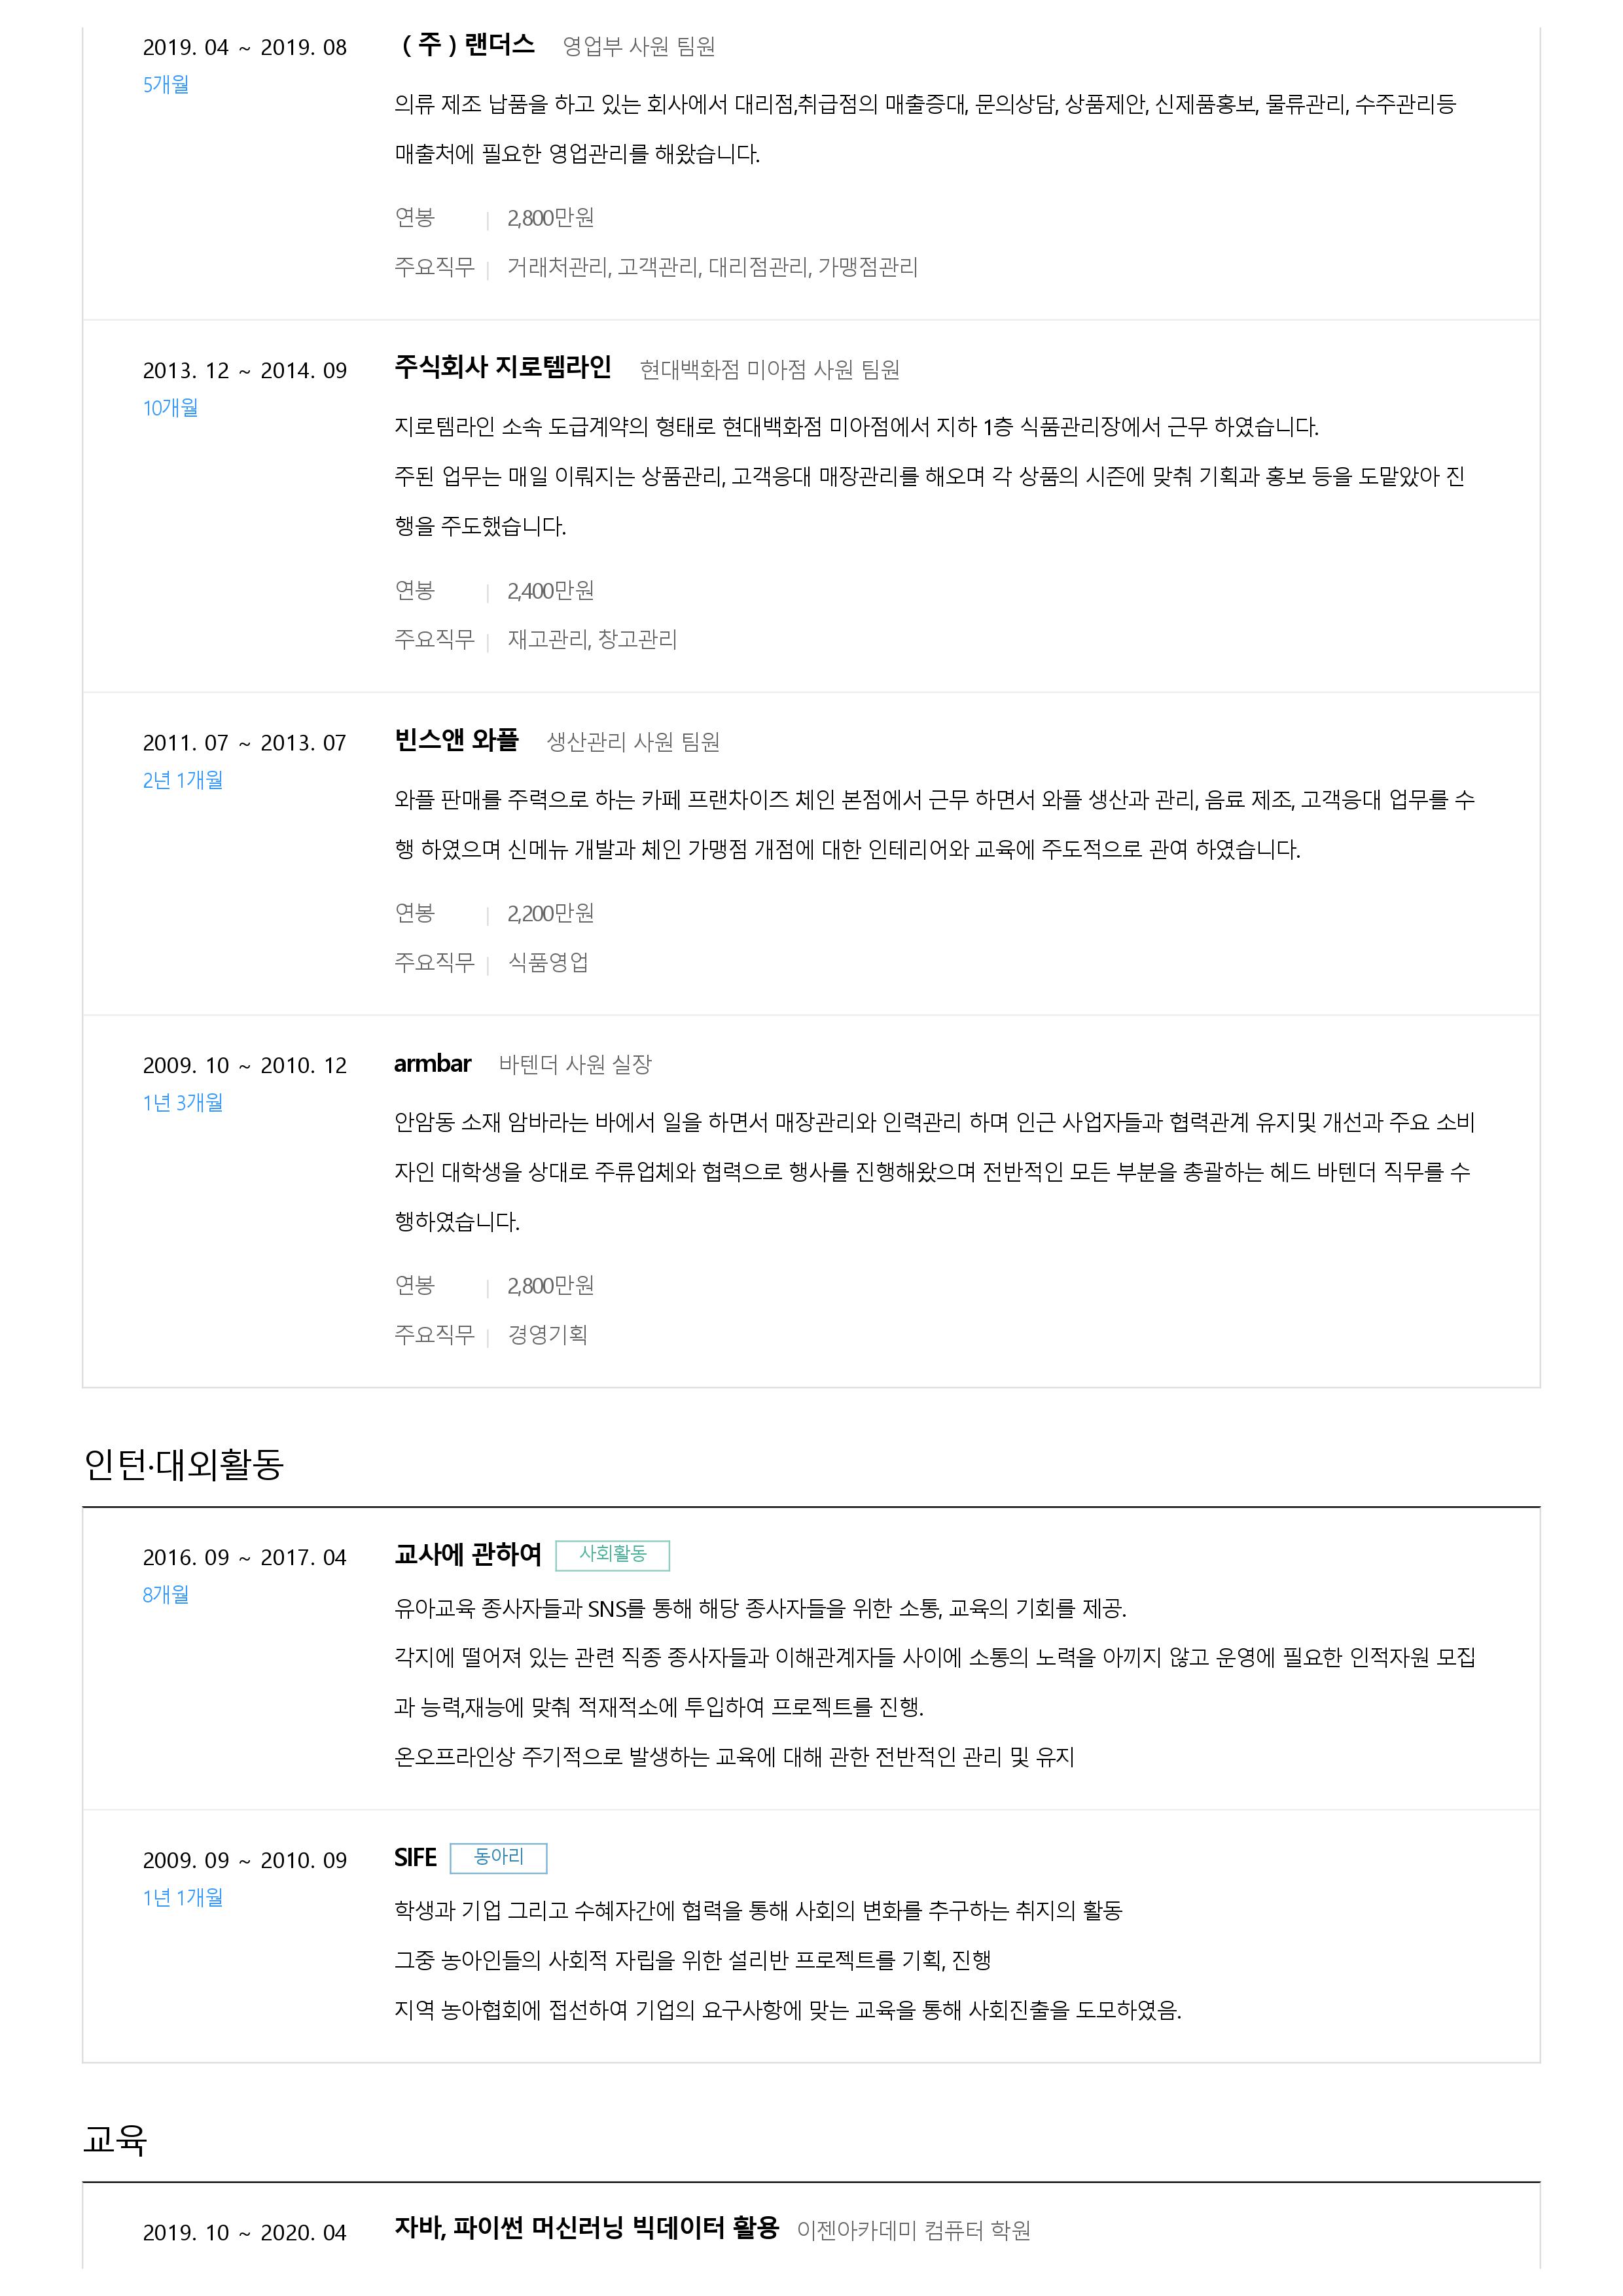 2019. 04 ~ 2019. 08 ( 주 ) 랜더스 영업부 사원 팀원
5개월
의류 제조 납품을 하고 있는 회사에서 대리점,취급점의 매출증대, 문의상담, 상품제안, 신제품홍보, 물류관리, 수주관리등
매출처에 필요한 영업관리를 해왔습니다.
연봉 | 2,800만원
주요직무 | 거래처관리, 고객관리, 대리점관리, 가맹점관리
2013. 12 ~ 2014. 09 주식회사 지로템라인 현대백화점 미아점 사원 팀원
10개월
지로템라인 소속 도급계약의 형태로 현대백화점 미아점에서 지하 1층 식품관리장에서 근무 하였습니다.
주된 업무는 매일 이뤄지는 상품관리, 고객응대 매장관리를 해오며 각 상품의 시즌에 맞춰 기획과 홍보 등을 도맡았아 진
행을 주도했습니다.
연봉 | 2,400만원
주요직무 | 재고관리, 창고관리
2011. 07 ~ 2013. 07 빈스앤 와플 생산관리 사원 팀원
2년 1개월
와플 판매를 주력으로 하는 카페 프랜차이즈 체인 본점에서 근무 하면서 와플 생산과 관리, 음료 제조, 고객응대 업무를 수
행 하였으며 신메뉴 개발과 체인 가맹점 개점에 대한 인테리어와 교육에 주도적으로 관여 하였습니다.
연봉 | 2,200만원
주요직무 | 식품영업
2009. 10 ~ 2010. 12 armbar 바텐더 사원 실장
1년 3개월
안암동 소재 암바라는 바에서 일을 하면서 매장관리와 인력관리 하며 인근 사업자들과 협력관계 유지및 개선과 주요 소비
자인 대학생을 상대로 주류업체와 협력으로 행사를 진행해왔으며 전반적인 모든 부분을 총괄하는 헤드 바텐더 직무를 수
행하였습니다.
연봉 | 2,800만원
주요직무 | 경영기획
인턴·대외활동
2016. 09 ~ 2017. 04 교사에 관하여 사회활동
8개월
유아교육 종사자들과 SNS를 통해 해당 종사자들을 위한 소통, 교육의 기회를 제공.
각지에 떨어져 있는 관련 직종 종사자들과 이해관계자들 사이에 소통의 노력을 아끼지 않고 운영에 필요한 인적자원 모집
과 능력,재능에 맞춰 적재적소에 투입하여 프로젝트를 진행.
온오프라인상 주기적으로 발생하는 교육에 대해 관한 전반적인 관리 및 유지
2009. 09 ~ 2010. 09 SIFE 동아리
1년 1개월
학생과 기업 그리고 수혜자간에 협력을 통해 사회의 변화를 추구하는 취지의 활동
그중 농아인들의 사회적 자립을 위한 설리반 프로젝트를 기획, 진행
지역 농아협회에 접선하여 기업의 요구사항에 맞는 교육을 통해 사회진출을 도모하였음.
교육
2019. 10 ~ 2020. 04 자바, 파이썬 머신러닝 빅데이터 활용 이젠아카데미 컴퓨터 학원